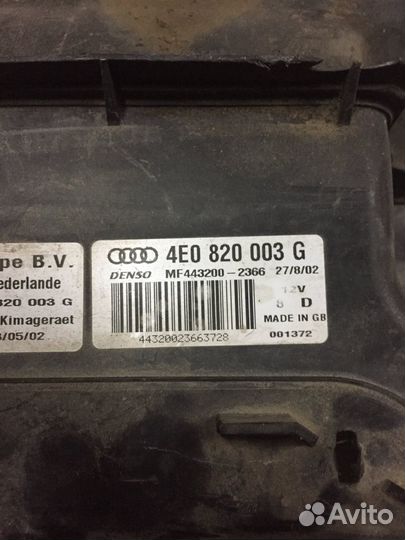 4E0 820 003 G
DENSO MF443200-2366 27/8/02
12V
8 D
MADE IN GB
44320023663728 001372
pe B.V.
ederlande
820 003 G
Kimageraet
/05/02
Avito